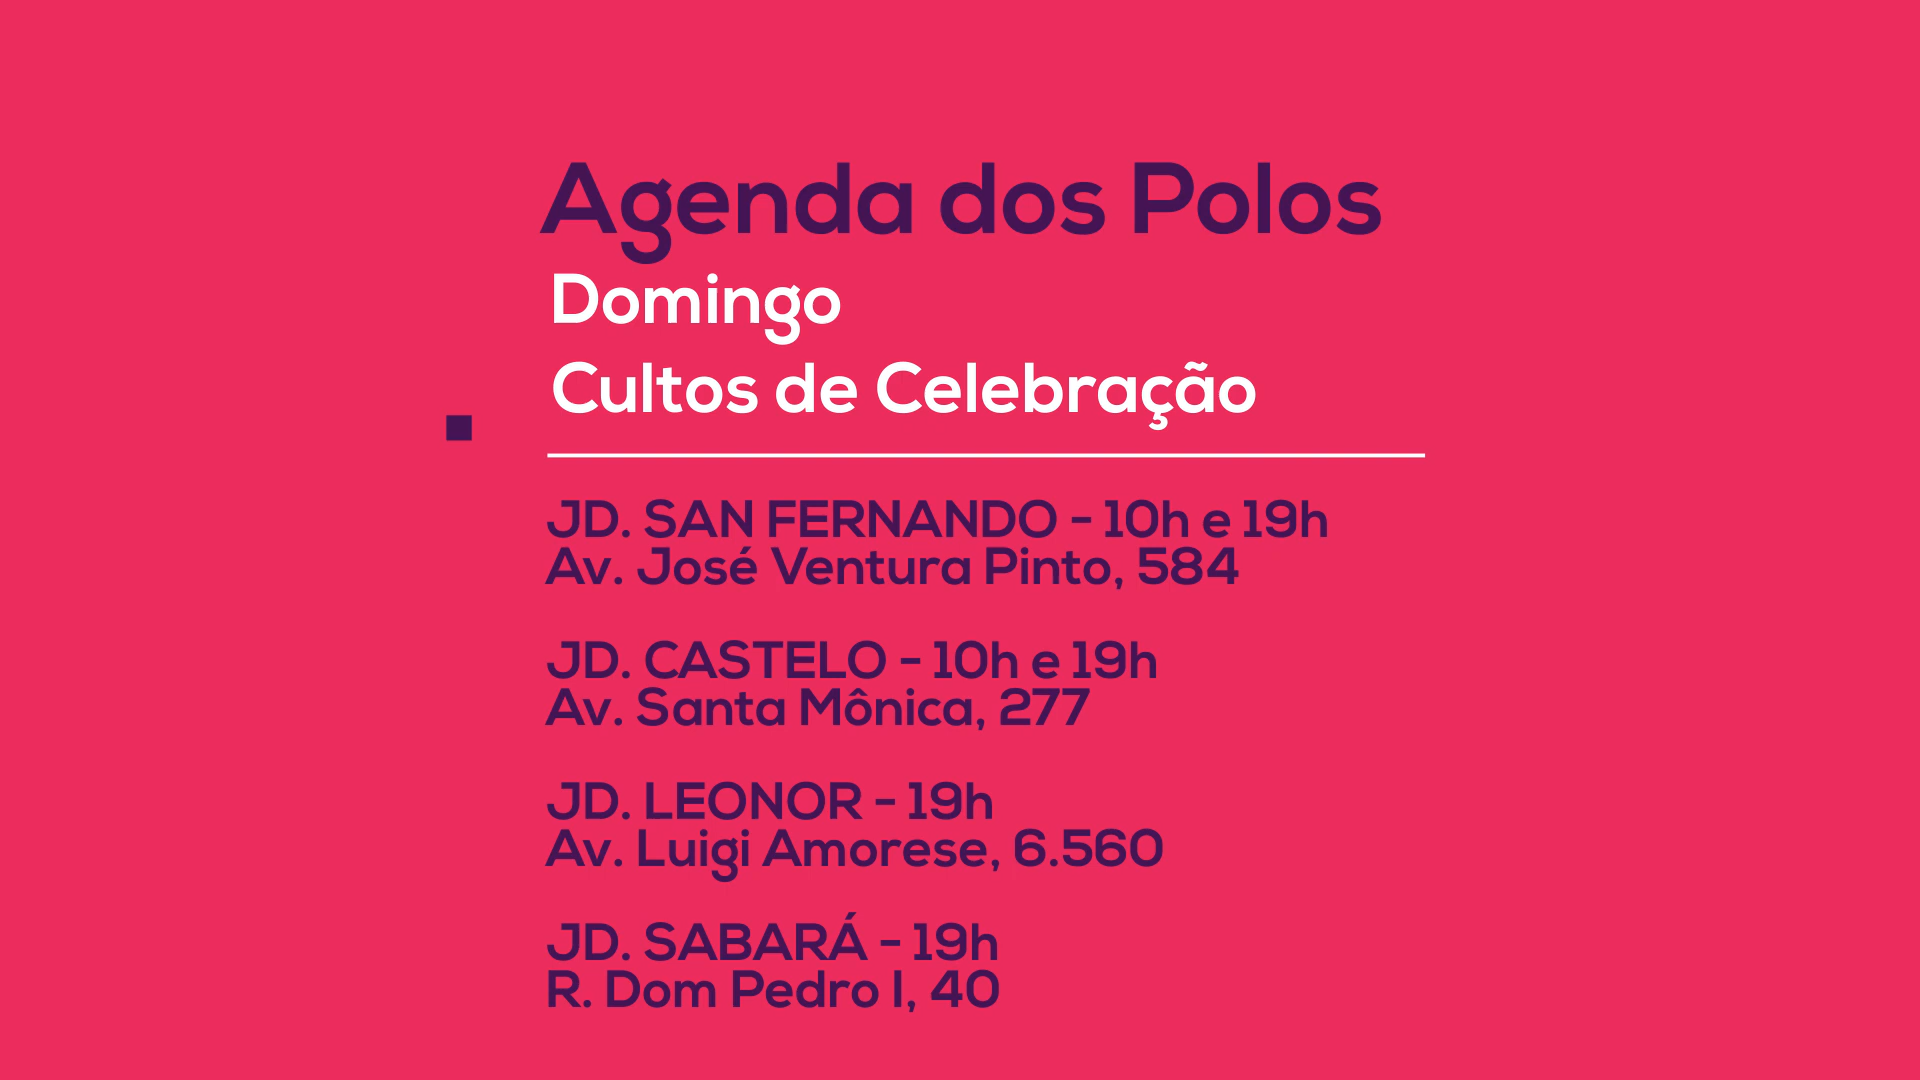 Agenda dos Polos
Domingo
Cultos de Celebração
JD. SAN FERNANDO - 10h e 19h
Av. José Ventura Pinto, 584
JD. CASTELO - 10h e 19h
Av. Santa Mônica, 277
JD. LEONOR - 19h
Av. Luigi Amorese, 6.560
JD. SABARÁ - 19h
R. Dom Pedro I, 40